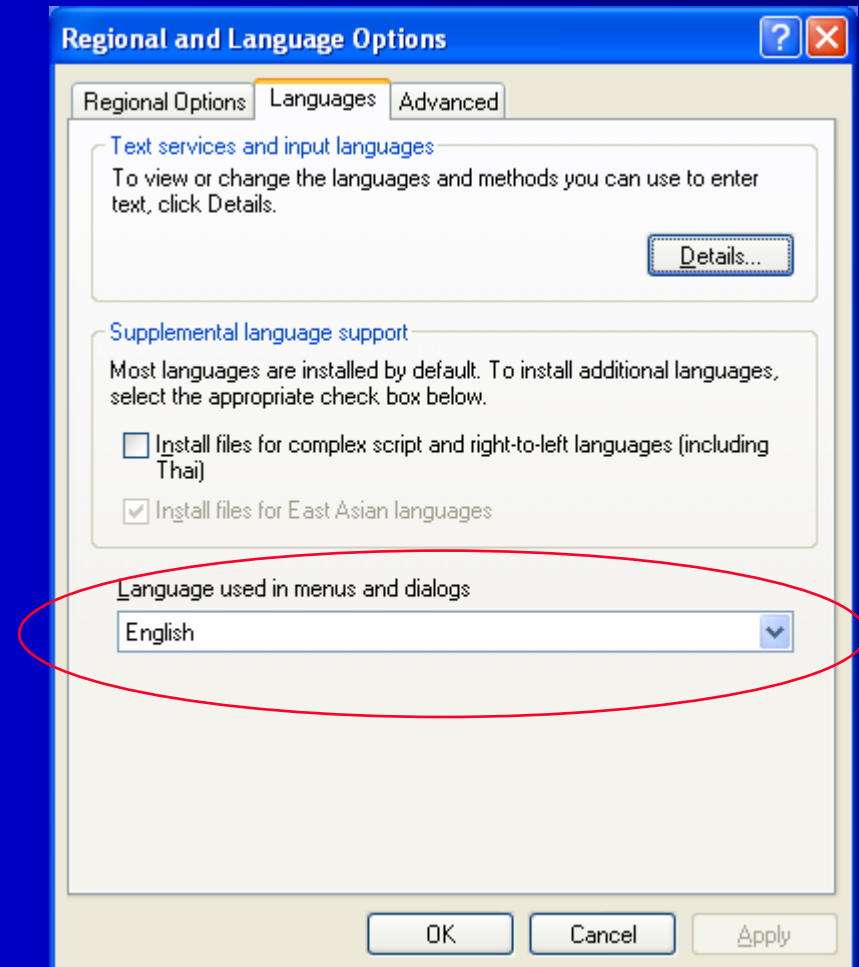 Regional and Language Options
Regional Options Languages Advanced
Text services and input languages
To view or change the languages and methods you can use to enter
text, click Details.
Details...
Supplemental language support
Most languages are installed by default. To install additional languages,
select the appropriate check box below.
Install files for complex script and right-to-left languages (including
Thai)
Install files for East Asian languages
Language used in menus and dialogs
English
OK Cancel Apply